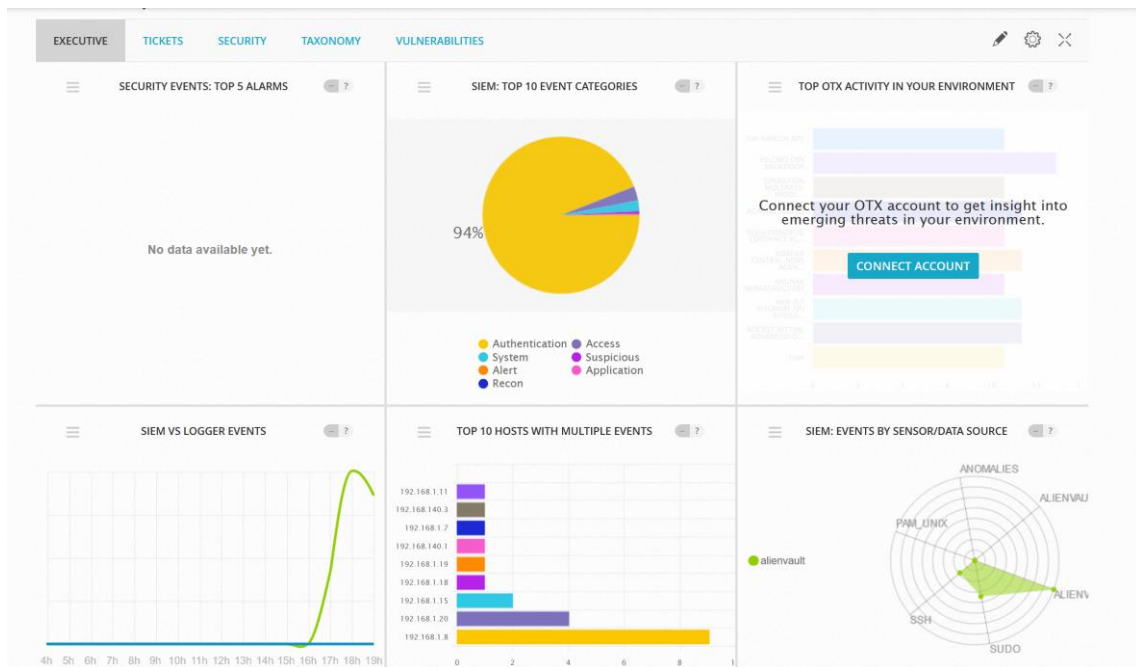 EXECUTIVE
TICKETS
SECURITY
TAXONOMY
VULNERABILITIES
SECURITY EVENTS: TOP 5 ALARMS
- ?
No data available yet.
SIEM: TOP 10 EVENT CATEGORIES
- ?
94%
Authentication
Access
System
Suspicious
Alert
Application
Recon
TOP OTX ACTIVITY IN YOUR ENVIRONMENT
- ?
Connect your OTX account to get insight into
emerging threats in your environment.
CONNECT ACCOUNT
SIEM VS LOGGER EVENTS
- ?
4h 5h 6h 7h 8h 9h 10h 11h 12h 13h 14h 15h 16h 17h 18h 19h
TOP 10 HOSTS WITH MULTIPLE EVENTS
- ?
192.168.1.11
192.168.140.3
192.168.1.7
192.168.140.1
192.168.1.19
192.168.1.18
192.168.1.15
192.168.1.20
192.168.1.8
0 2 4 6 8 1
SIEM: EVENTS BY SENSOR/DATA SOURCE
- ?
ANOMALIES
ALIENVAU
PAM_UNIX
alienvault
ALIENV
SSH
SUDO